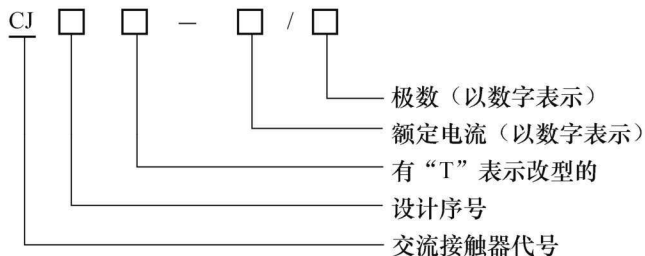 CJ □ □ － □ / □
极数（以数字表示）
额定电流（以数字表示）
有“T”表示改型的
设计序号
交流接触器代号